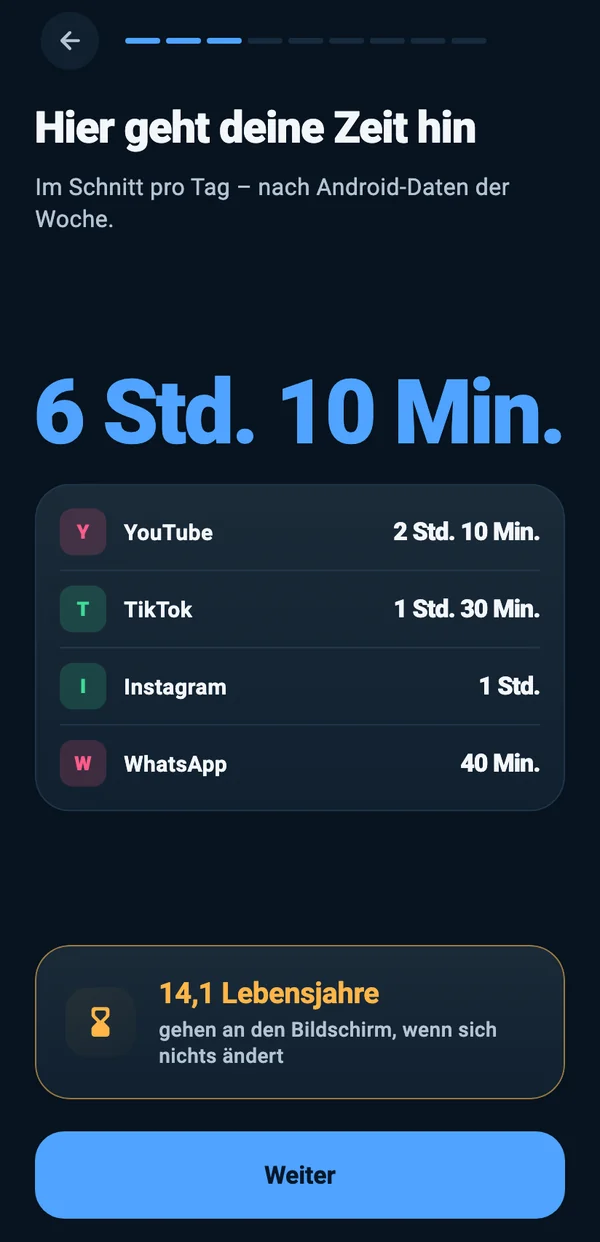 Hier geht deine Zeit hin
Im Schnitt pro Tag – nach Android-Daten der
Woche.
6 Std. 10 Min.
Y YouTube 2 Std. 10 Min.
T TikTok 1 Std. 30 Min.
I Instagram 1 Std.
W WhatsApp 40 Min.
14,1 Lebensjahre
gehen an den Bildschirm, wenn sich
nichts ändert
Weiter